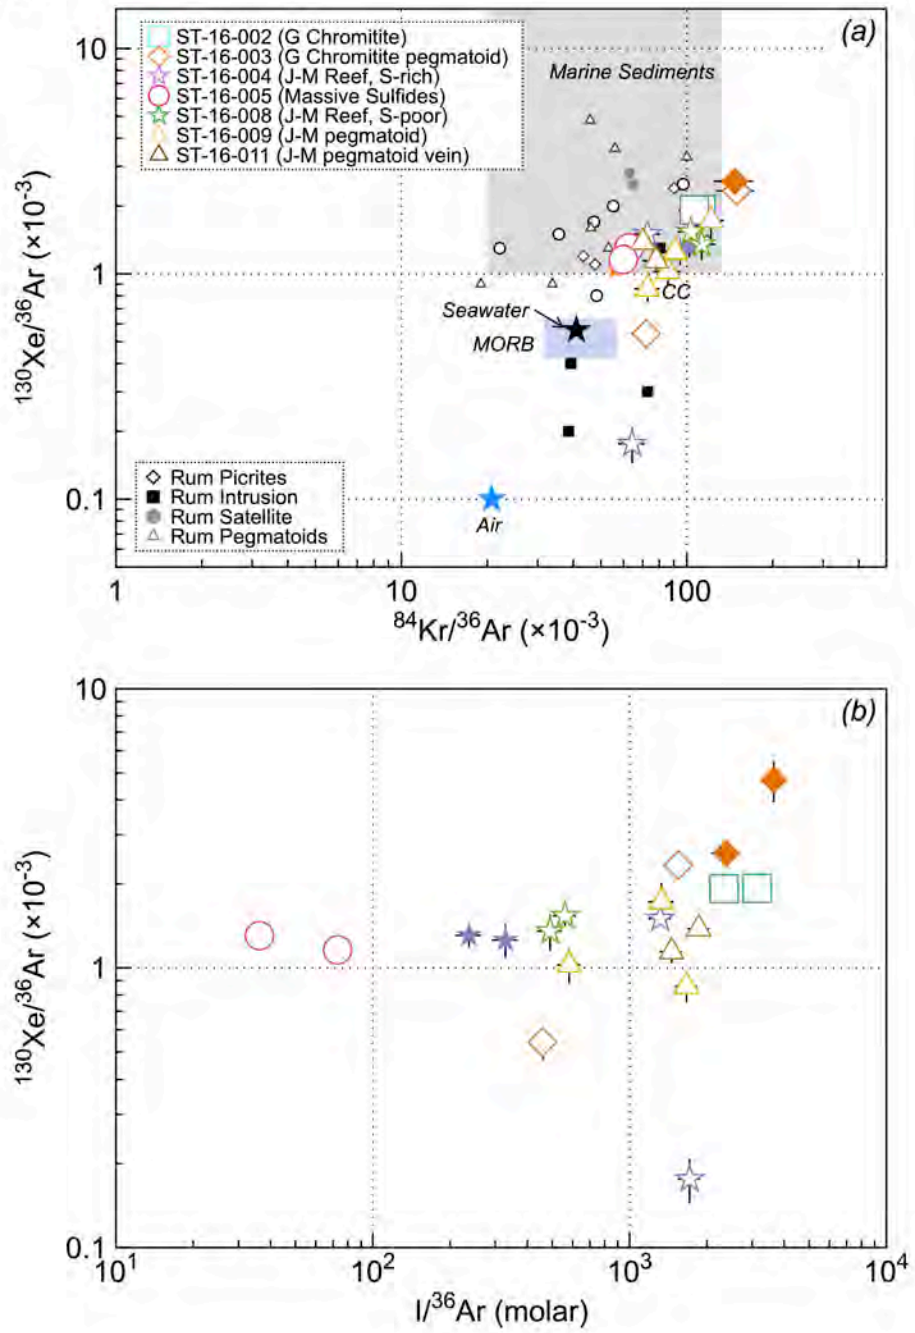 (a)
ST-16-002 (G Chromitite)
ST-16-003 (G Chromitite pegmatoid)
ST-16-004 (J-M Reef, S-rich)
ST-16-005 (Massive Sulfides)
ST-16-008 (J-M Reef, S-poor)
ST-16-009 (J-M pegmatoid)
ST-16-011 (J-M pegmatoid vein)
Marine Sediments
10
1
0.1
¹³⁰Xe/³⁶Ar (×10⁻³)
CC
Seawater
MORB
Air
Rum Picrites
Rum Intrusion
Rum Satellite
Rum Pegmatoids
1 10 100
⁸⁴Kr/³⁶Ar (×10⁻³)
(b)
10
1
0.1
¹³⁰Xe/³⁶Ar (×10⁻³)
10¹ 10² 10³ 10⁴
I/³⁶Ar (molar)